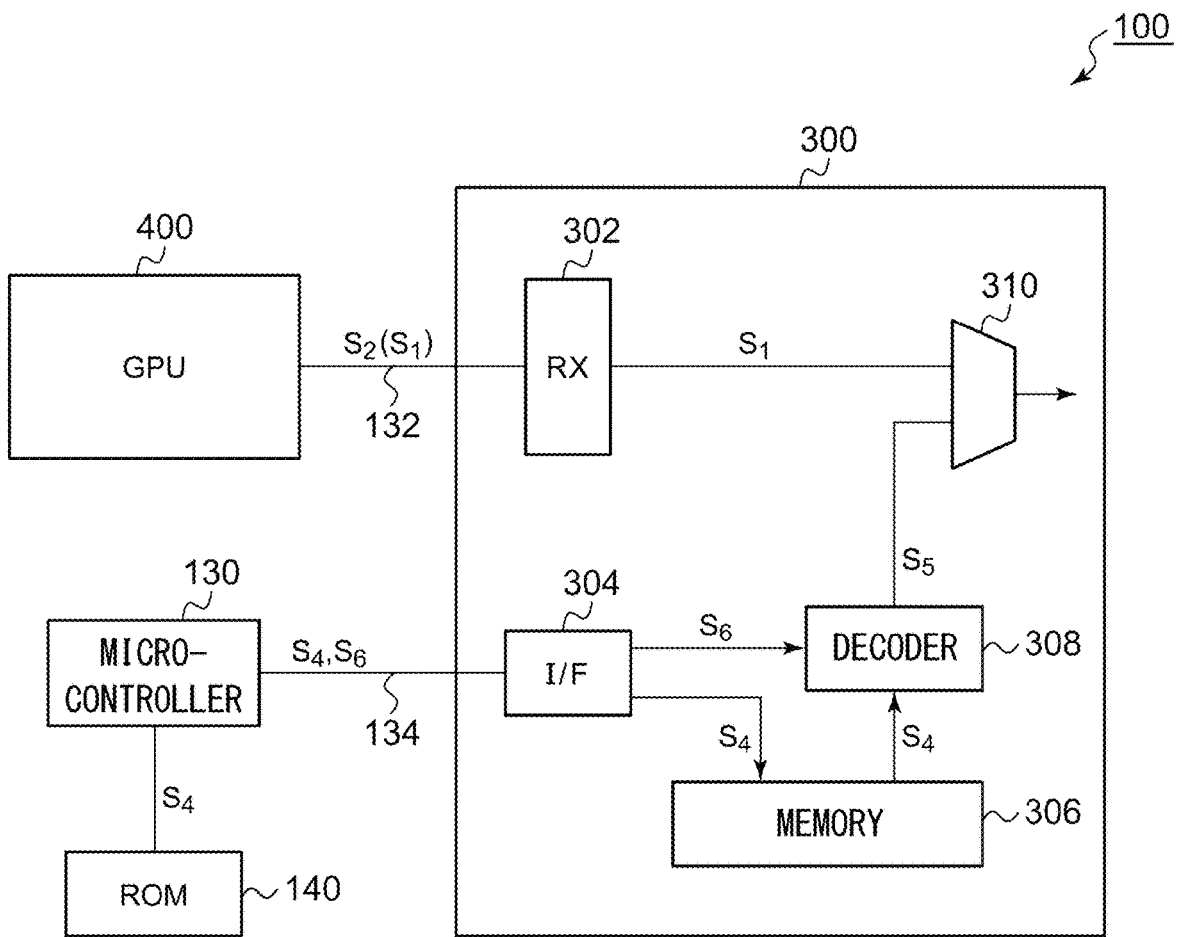 100
300
400
302
310
GPU
S₂(S₁)
RX
S₁
132
S₅
130
304
MICRO-
CONTROLLER
S₄,S₆
I/F
S₆
DECODER
308
134
S₄
S₄
S₄
MEMORY
306
ROM
140